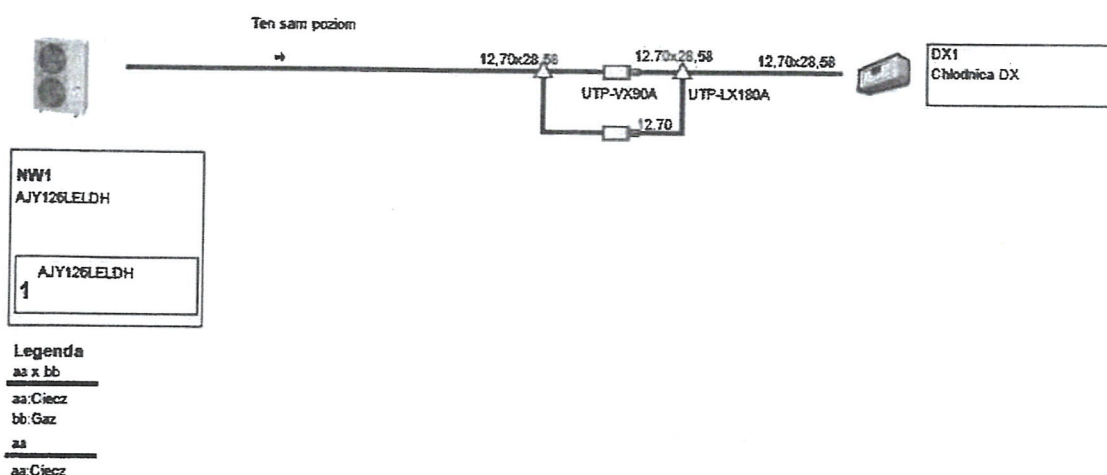 Ten sam poziom
12,70x28,58
12.70x28,58
12,70x28,58
UTP-VX90A
UTP-LX180A
12.70
DX1
Chłodnica DX
NW1
AJY126LELDH
AJY126LELDH
1
Legenda
aa x bb
aa:Ciecz
bb:Gaz
aa
aa:Ciecz